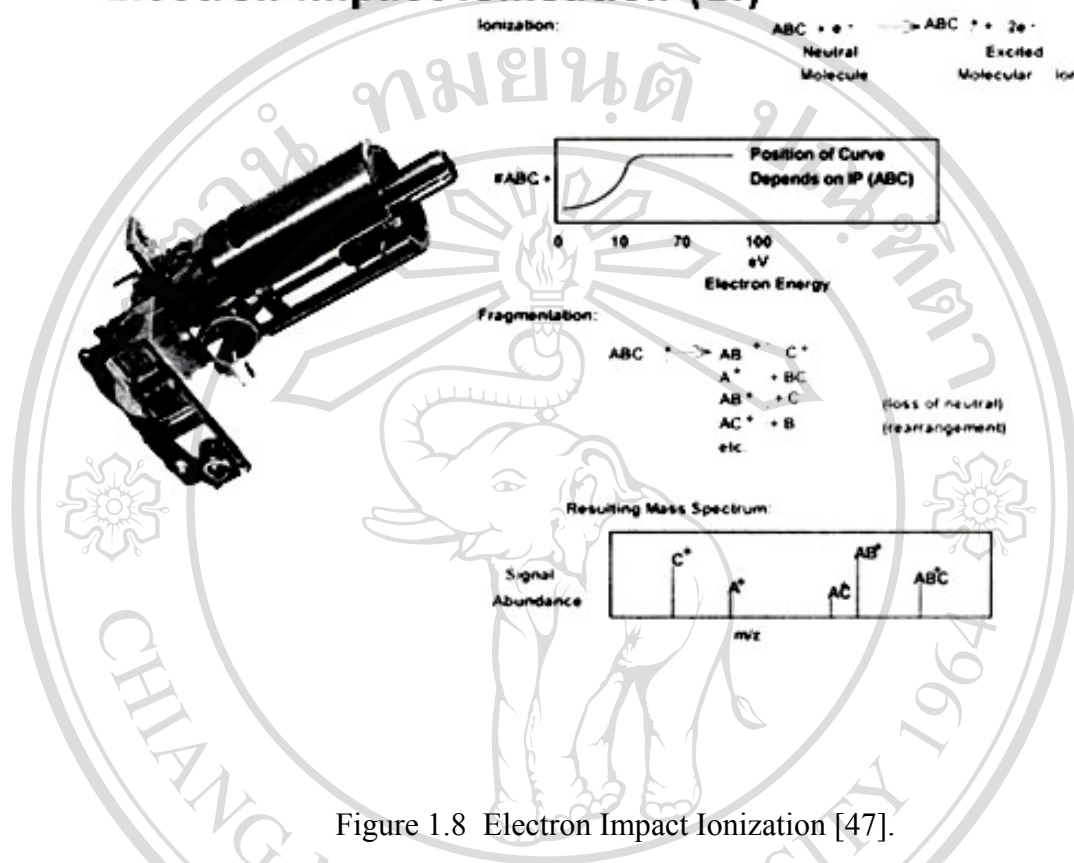 Ionization:
ABC + e - ABC + + 2e -
Neutral Excited
Molecule Molecular
#ABC +
Position of Curve
Depends on IP (ABC)
0 10 70 100
eV
Electron Energy
Fragmentation:
ABC + AB + C +
A + + BC
AB + + C (loss of neutral)
AC + + B (rearrangement)
etc.
Resulting Mass Spectrum:
Signal
Abundance
C+ A+ AC+ AB+ ABC+
m/z
CHIANG
1964
Figure 1.8 Electron Impact Ionization [47].